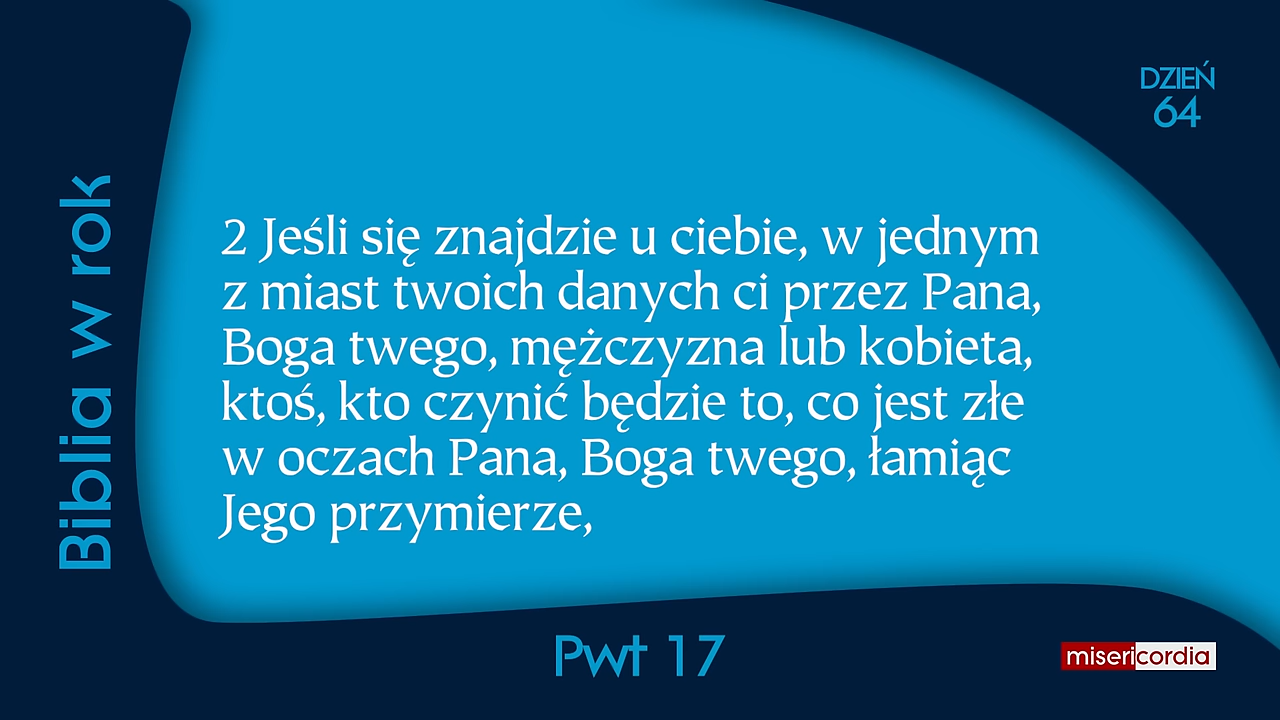 DZIEŃ
64
Biblia w rok
2 Jeśli się znajdzie u ciebie, w jednym
z miast twoich danych ci przez Pana,
Boga twego, mężczyzna lub kobieta,
ktoś, kto czynić będzie to, co jest złe
w oczach Pana, Boga twego, łamiąc
Jego przymierze,
Pwt 17
misericordia